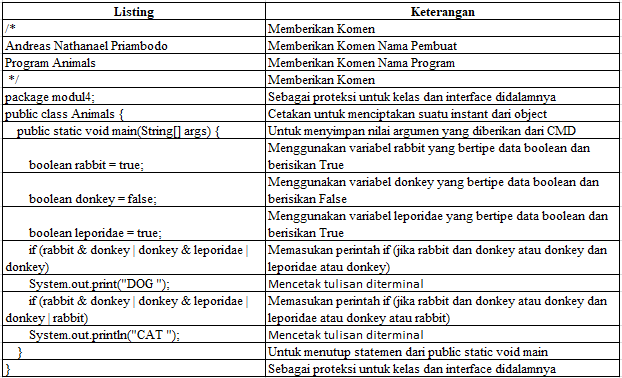 Listing Keterangan
/* Memberikan Komen
Andreas Nathanael Priambodo Memberikan Komen Nama Pembuat
Program Animals Memberikan Komen Nama Program
*/ Memberikan Komen
package modul4; Sebagai proteksi untuk kelas dan interface didalamnya
public class Animals { Cetakan untuk menciptakan suatu instant dari object
public static void main(String[] args) { Untuk menyimpan nilai argumen yang diberikan dari CMD
Menggunakan variabel rabbit yang bertipe data boolean dan
boolean rabbit = true; berisikan True
Menggunakan variabel donkey yang bertipe data boolean dan
boolean donkey = false; berisikan False
Menggunakan variabel leporidae yang bertipe data boolean dan
boolean leporidae = true; berisikan True
if (rabbit & donkey | donkey & leporidae | Memasukan perintah if (jika rabbit dan donkey atau donkey dan
donkey) leporidae atau donkey)
System.out.print("DOG "); Mencetak tulisan diterminal
if (rabbit & donkey | donkey & leporidae | Memasukan perintah if (jika rabbit dan donkey atau donkey dan
donkey | rabbit) leporidae atau donkey atau rabbit)
System.out.println("CAT "); Mencetak tulisan diterminal
} Untuk menutup statemen dari public static void main
} Sebagai proteksi untuk kelas dan interface didalamnya